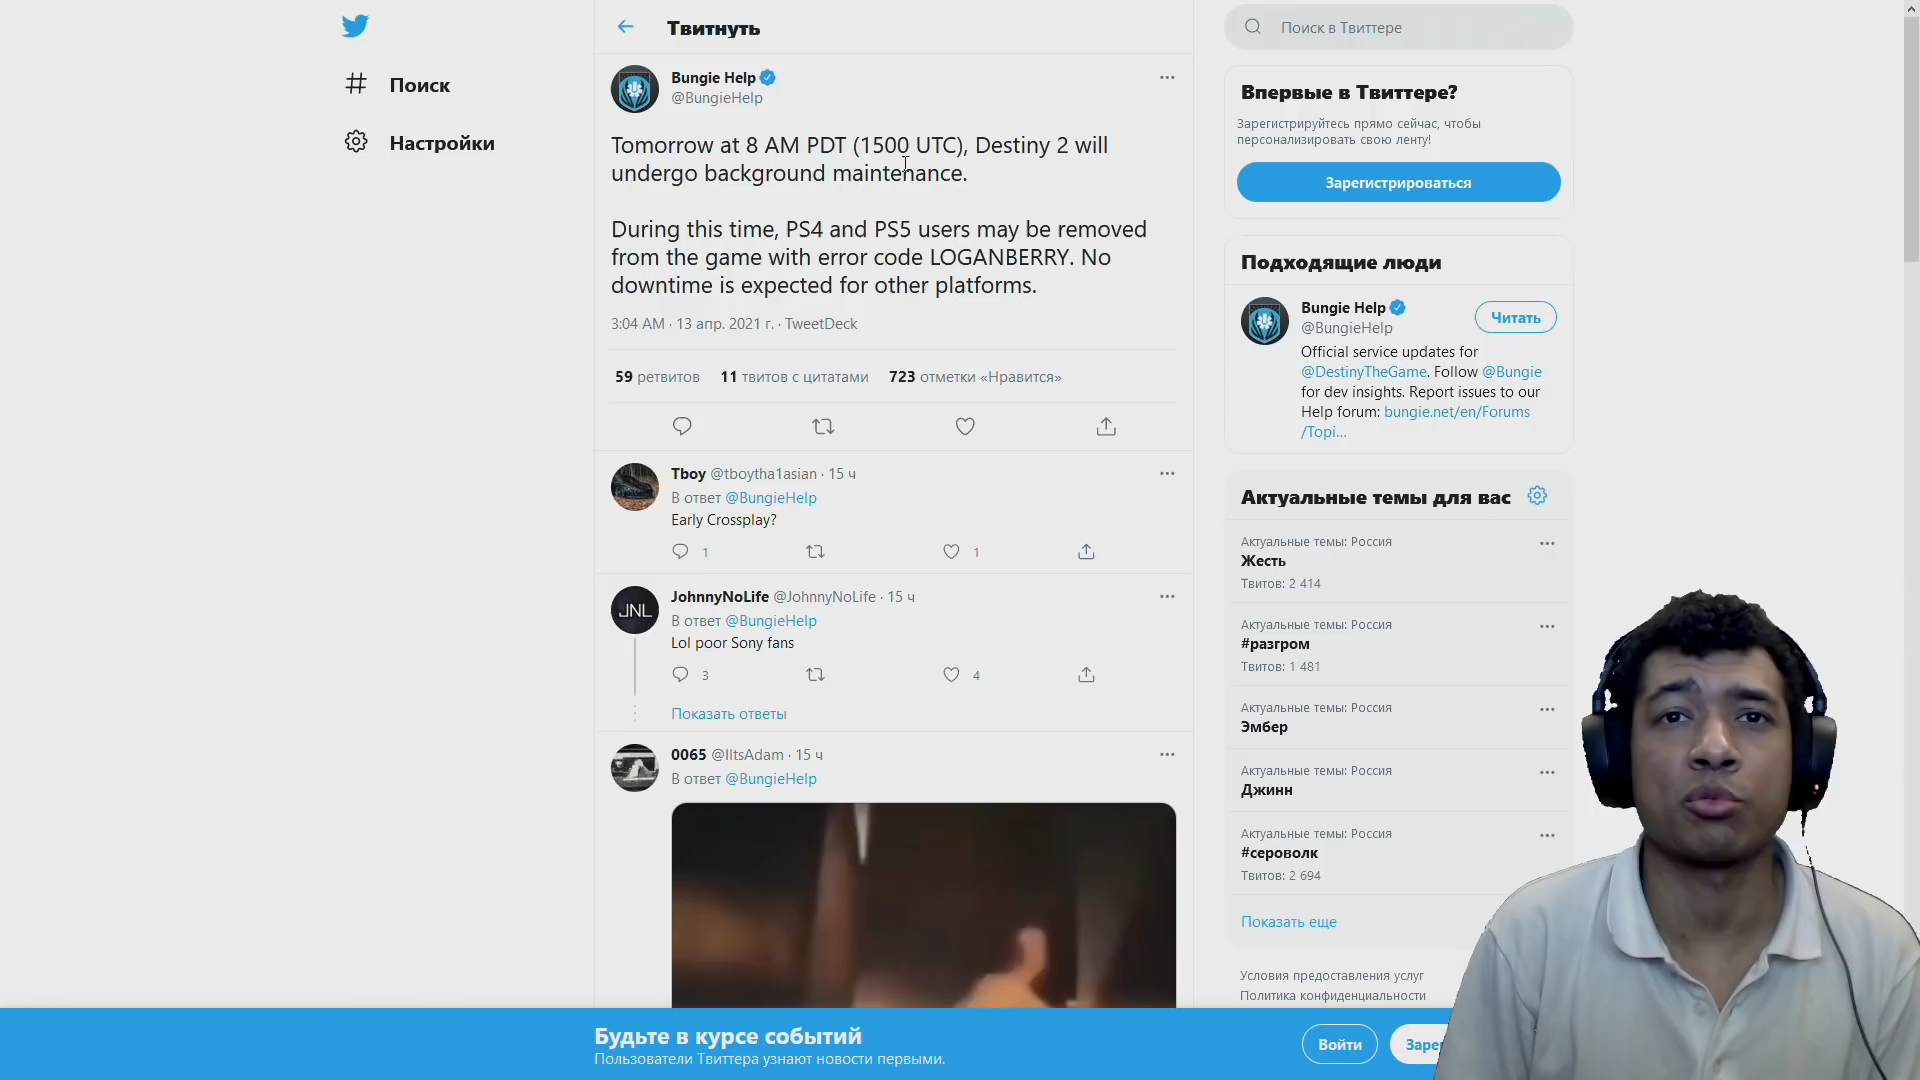 Твитнуть
Поиск
Настройки
Bungie Help
@BungieHelp
Tomorrow at 8 AM PDT (1500 UTC), Destiny 2 will
undergo background maintenance.
During this time, PS4 and PS5 users may be removed
from the game with error code LOGANBERRY. No
downtime is expected for other platforms.
3:04 AM · 13 апр. 2021 г. · TweetDeck
59 ретвитов 11 твитов с цитатами 723 отметки «Нравится»
Tboy @tboytha1asian · 15 ч
В ответ @BungieHelp
Early Crossplay?
1 1
JNL
JohnnyNoLife @JohnnyNoLife · 15 ч
В ответ @BungieHelp
Lol poor Sony fans
3 4
Показать ответы
0065 @IItsAdam · 15 ч
В ответ @BungieHelp
Поиск в Твиттере
Впервые в Твиттере?
Зарегистрируйтесь прямо сейчас, чтобы
персонализировать свою ленту!
Зарегистрироваться
Подходящие люди
Bungie Help
@BungieHelp
Читать
Official service updates for
@DestinyTheGame. Follow @Bungie
for dev insights. Report issues to our
Help forum: bungie.net/en/Forums
/Topi...
Актуальные темы для вас
Актуальные темы: Россия
Жесть
Твитов: 2 414
Актуальные темы: Россия
#разгром
Твитов: 1 481
Актуальные темы: Россия
Эмбер
Актуальные темы: Россия
Джинн
Актуальные темы: Россия
#сероволк
Твитов: 2 694
Показать еще
Условия предоставления услуг
Политика конфиденциальности
Будьте в курсе событий
Пользователи Твиттера узнают новости первыми.
Войти
Заре